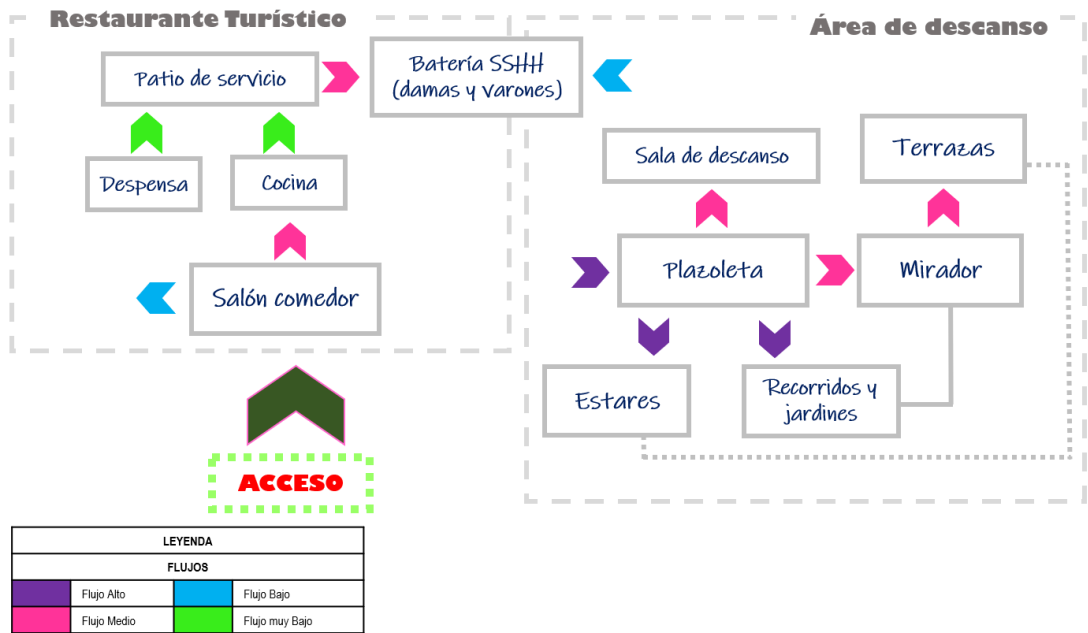 Restaurante Turístico
Área de descanso
Patio de servicio
Batería SSHH
(damas y varones)
Despensa
Cocina
Sala de descanso
Terrazas
Salón comedor
Plazoleta
Mirador
Estares
Recorridos y
jardines
ACCESO
LEYENDA
FLUJOS
Flujo Alto
Flujo Bajo
Flujo Medio
Flujo muy Bajo